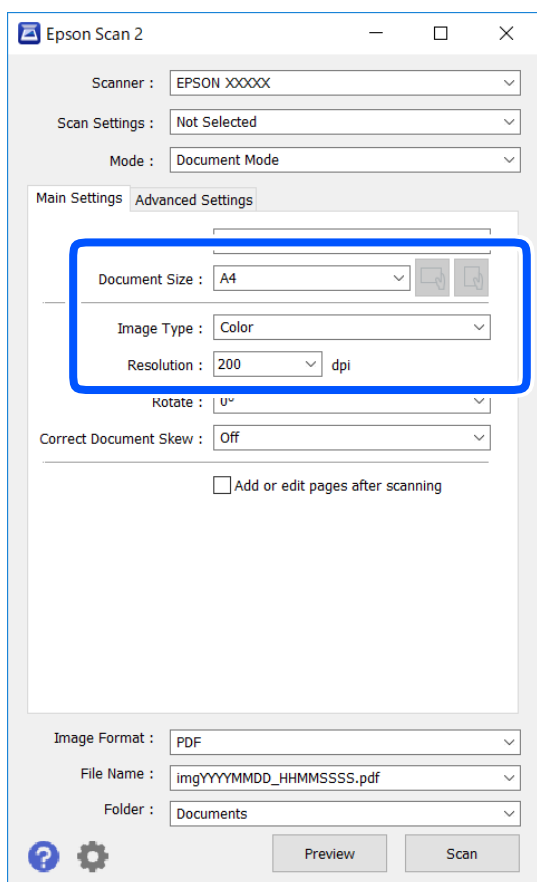 Epson Scan 2
Scanner : EPSON XXXXX
Scan Settings : Not Selected
Mode : Document Mode
Main Settings Advanced Settings
Document Size : A4
Image Type : Color
Resolution : 200 dpi
Rotate : 0°
Correct Document Skew : Off
Add or edit pages after scanning
Image Format : PDF
File Name : imgYYYYMMDD_HHMMSSSS.pdf
Folder : Documents
? Preview Scan